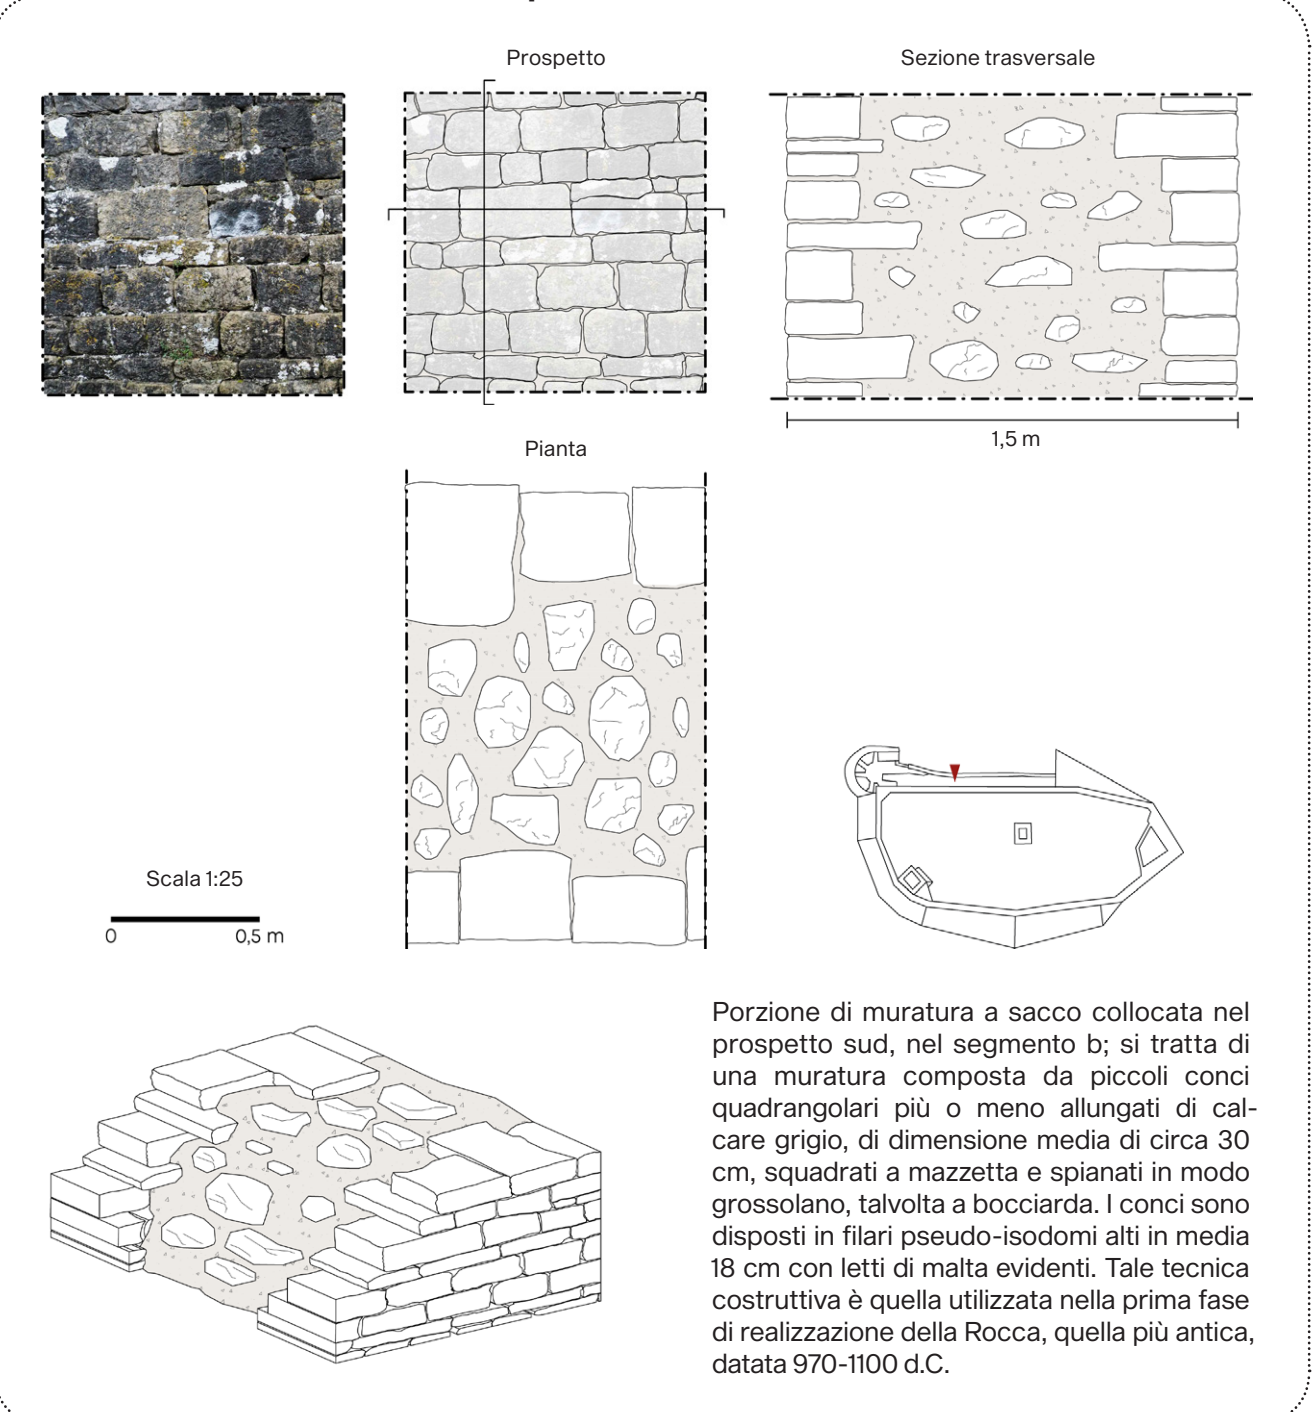 Prospetto
Sezione trasversale
1,5 m
Pianta
Scala 1:25
0
0,5 m
Porzione di muratura a sacco collocata nel
prospetto sud, nel segmento b; si tratta di
una muratura composta da piccoli conci
quadrangolari più o meno allungati di cal-
care grigio, di dimensione media di circa 30
cm, squadrati a mazzetta e spianati in modo
grossolano, talvolta a bocciarda. I conci sono
disposti in filari pseudo-isodomi alti in media
18 cm con letti di malta evidenti. Tale tecnica
costruttiva è quella utilizzata nella prima fase
di realizzazione della Rocca, quella più antica,
datata 970-1100 d.C.